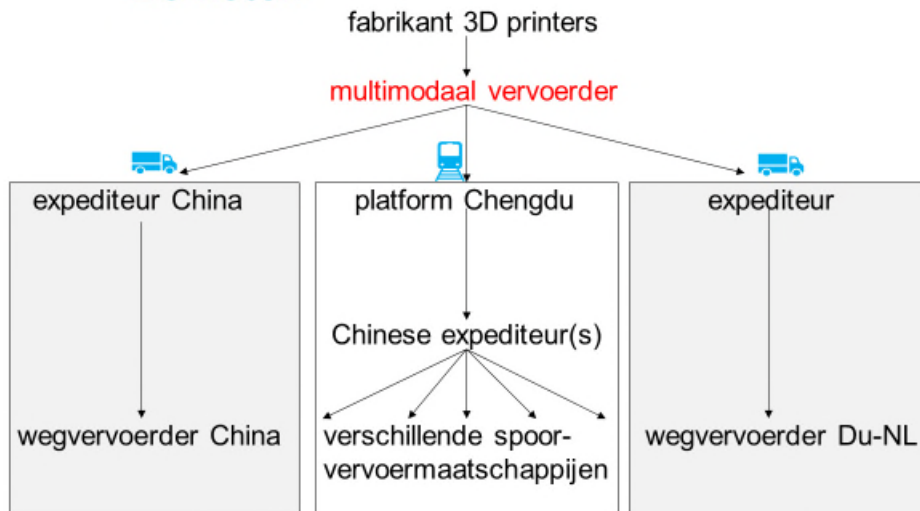 fabrikant 3D printers
multimodaal vervoerder
expediteur China
platform Chengdu
expediteur
Chinese expediteur(s)
wegvervoerder China
verschillende spoor-
vervoermaatschappijen
wegvervoerder Du-NL